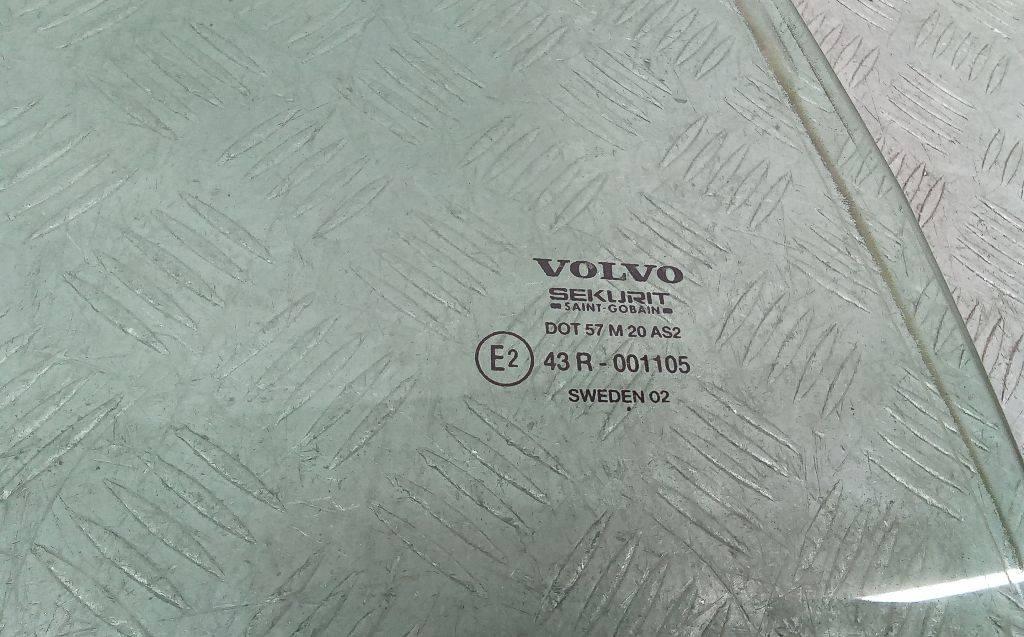 VOLVO
SEKURIT
SAINT-GOBAIN
DOT 57 M 20 AS2
E2 43 R - 001105
SWEDEN 02